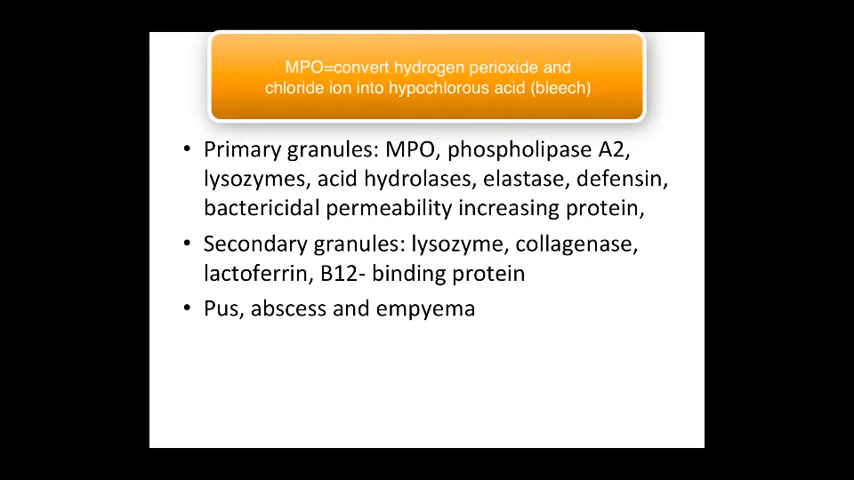 MPO=convert hydrogen perioxide and
chloride ion into hypochlorous acid (bleech)
• Primary granules: MPO, phospholipase A2,
lysozymes, acid hydrolases, elastase, defensin,
bactericidal permeability increasing protein,
• Secondary granules: lysozyme, collagenase,
lactoferrin, B12- binding protein
• Pus, abscess and empyema